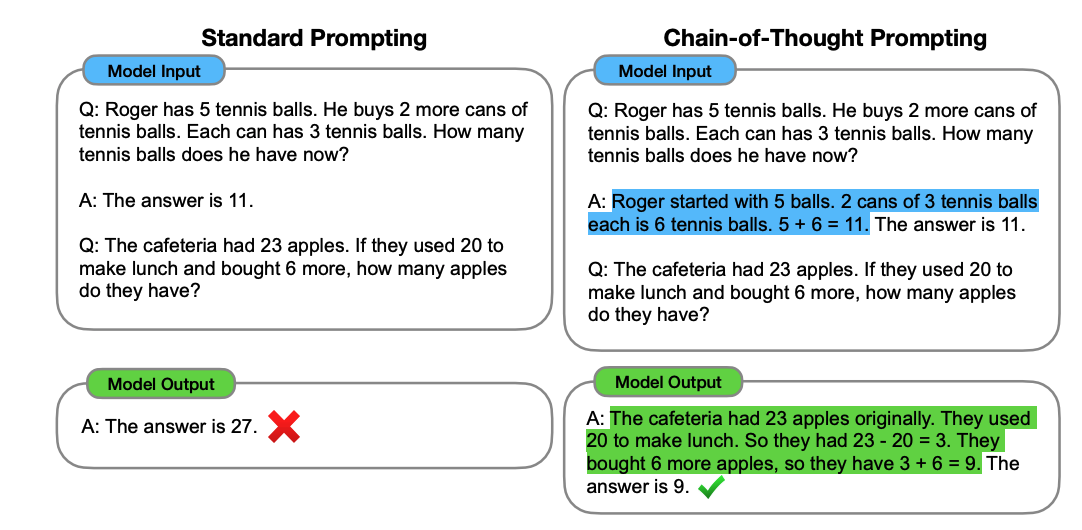 Standard Prompting
Model Input
Q: Roger has 5 tennis balls. He buys 2 more cans of
tennis balls. Each can has 3 tennis balls. How many
tennis balls does he have now?
A: The answer is 11.
Q: The cafeteria had 23 apples. If they used 20 to
make lunch and bought 6 more, how many apples
do they have?
Model Output
A: The answer is 27.
Chain-of-Thought Prompting
Model Input
Q: Roger has 5 tennis balls. He buys 2 more cans of
tennis balls. Each can has 3 tennis balls. How many
tennis balls does he have now?
A: Roger started with 5 balls. 2 cans of 3 tennis balls
each is 6 tennis balls. 5 + 6 = 11. The answer is 11.
Q: The cafeteria had 23 apples. If they used 20 to
make lunch and bought 6 more, how many apples
do they have?
Model Output
A: The cafeteria had 23 apples originally. They used
20 to make lunch. So they had 23 - 20 = 3. They
bought 6 more apples, so they have 3 + 6 = 9. The
answer is 9.